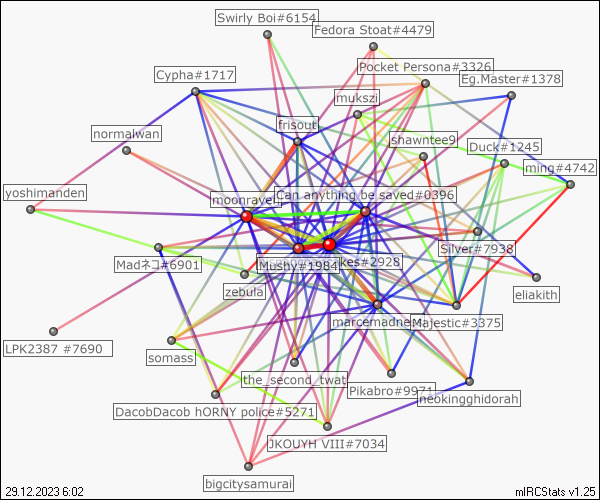 Swirly Boi#6154
Fedora Stoat#4479
Cypha#1717
Pocket Persona#3326
Eg.Master#1378
mukszi
normalwan
frisout
shawntee9
Duck#1245
ming#4742
yoshimanden
moonravel
Can anything be saved#0396
Silver#7938
Madネコ#6901
Mushy#1984
kes#2928
zebula
eliakith
marcemadne
Majestic#3375
LPK2387 #7690
somass
the_second_twat
Pikabro#9971
neokingghidorah
DacobDacob hORNY police#5271
JKOUYH VIII#7034
bigcitysamurai
29.12.2023 6:02
mIRCStats v1.25